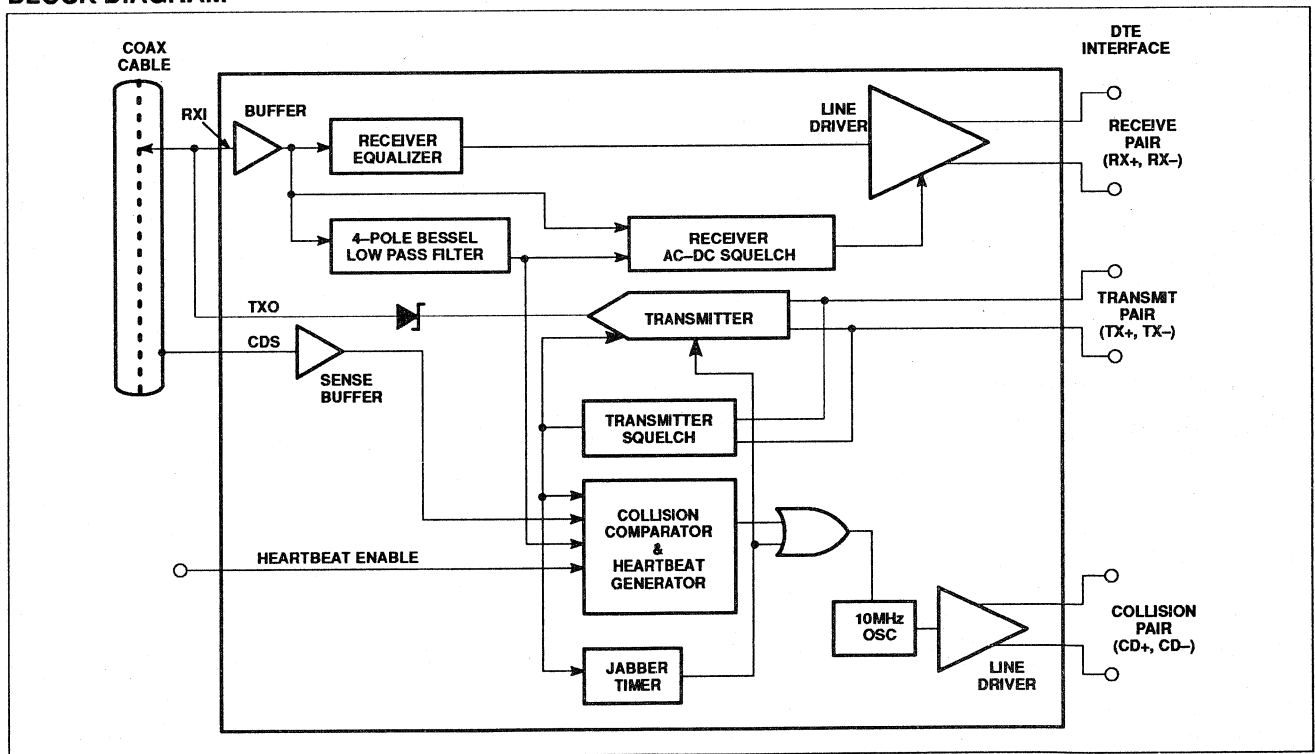 BLOCK DIAGRAM
COAX
CABLE
DTE
INTERFACE
RXI
BUFFER
RECEIVER
EQUALIZER
LINE
DRIVER
RECEIVE
PAIR
(RX+, RX–)
4–POLE BESSEL
LOW PASS FILTER
RECEIVER
AC–DC SQUELCH
TXO
TRANSMITTER
TRANSMIT
PAIR
(TX+, TX–)
CDS
SENSE
BUFFER
TRANSMITTER
SQUELCH
COLLISION
COMPARATOR
&
HEARTBEAT
GENERATOR
HEARTBEAT ENABLE
10MHz
OSC
COLLISION
PAIR
(CD+, CD–)
LINE
DRIVER
JABBER
TIMER